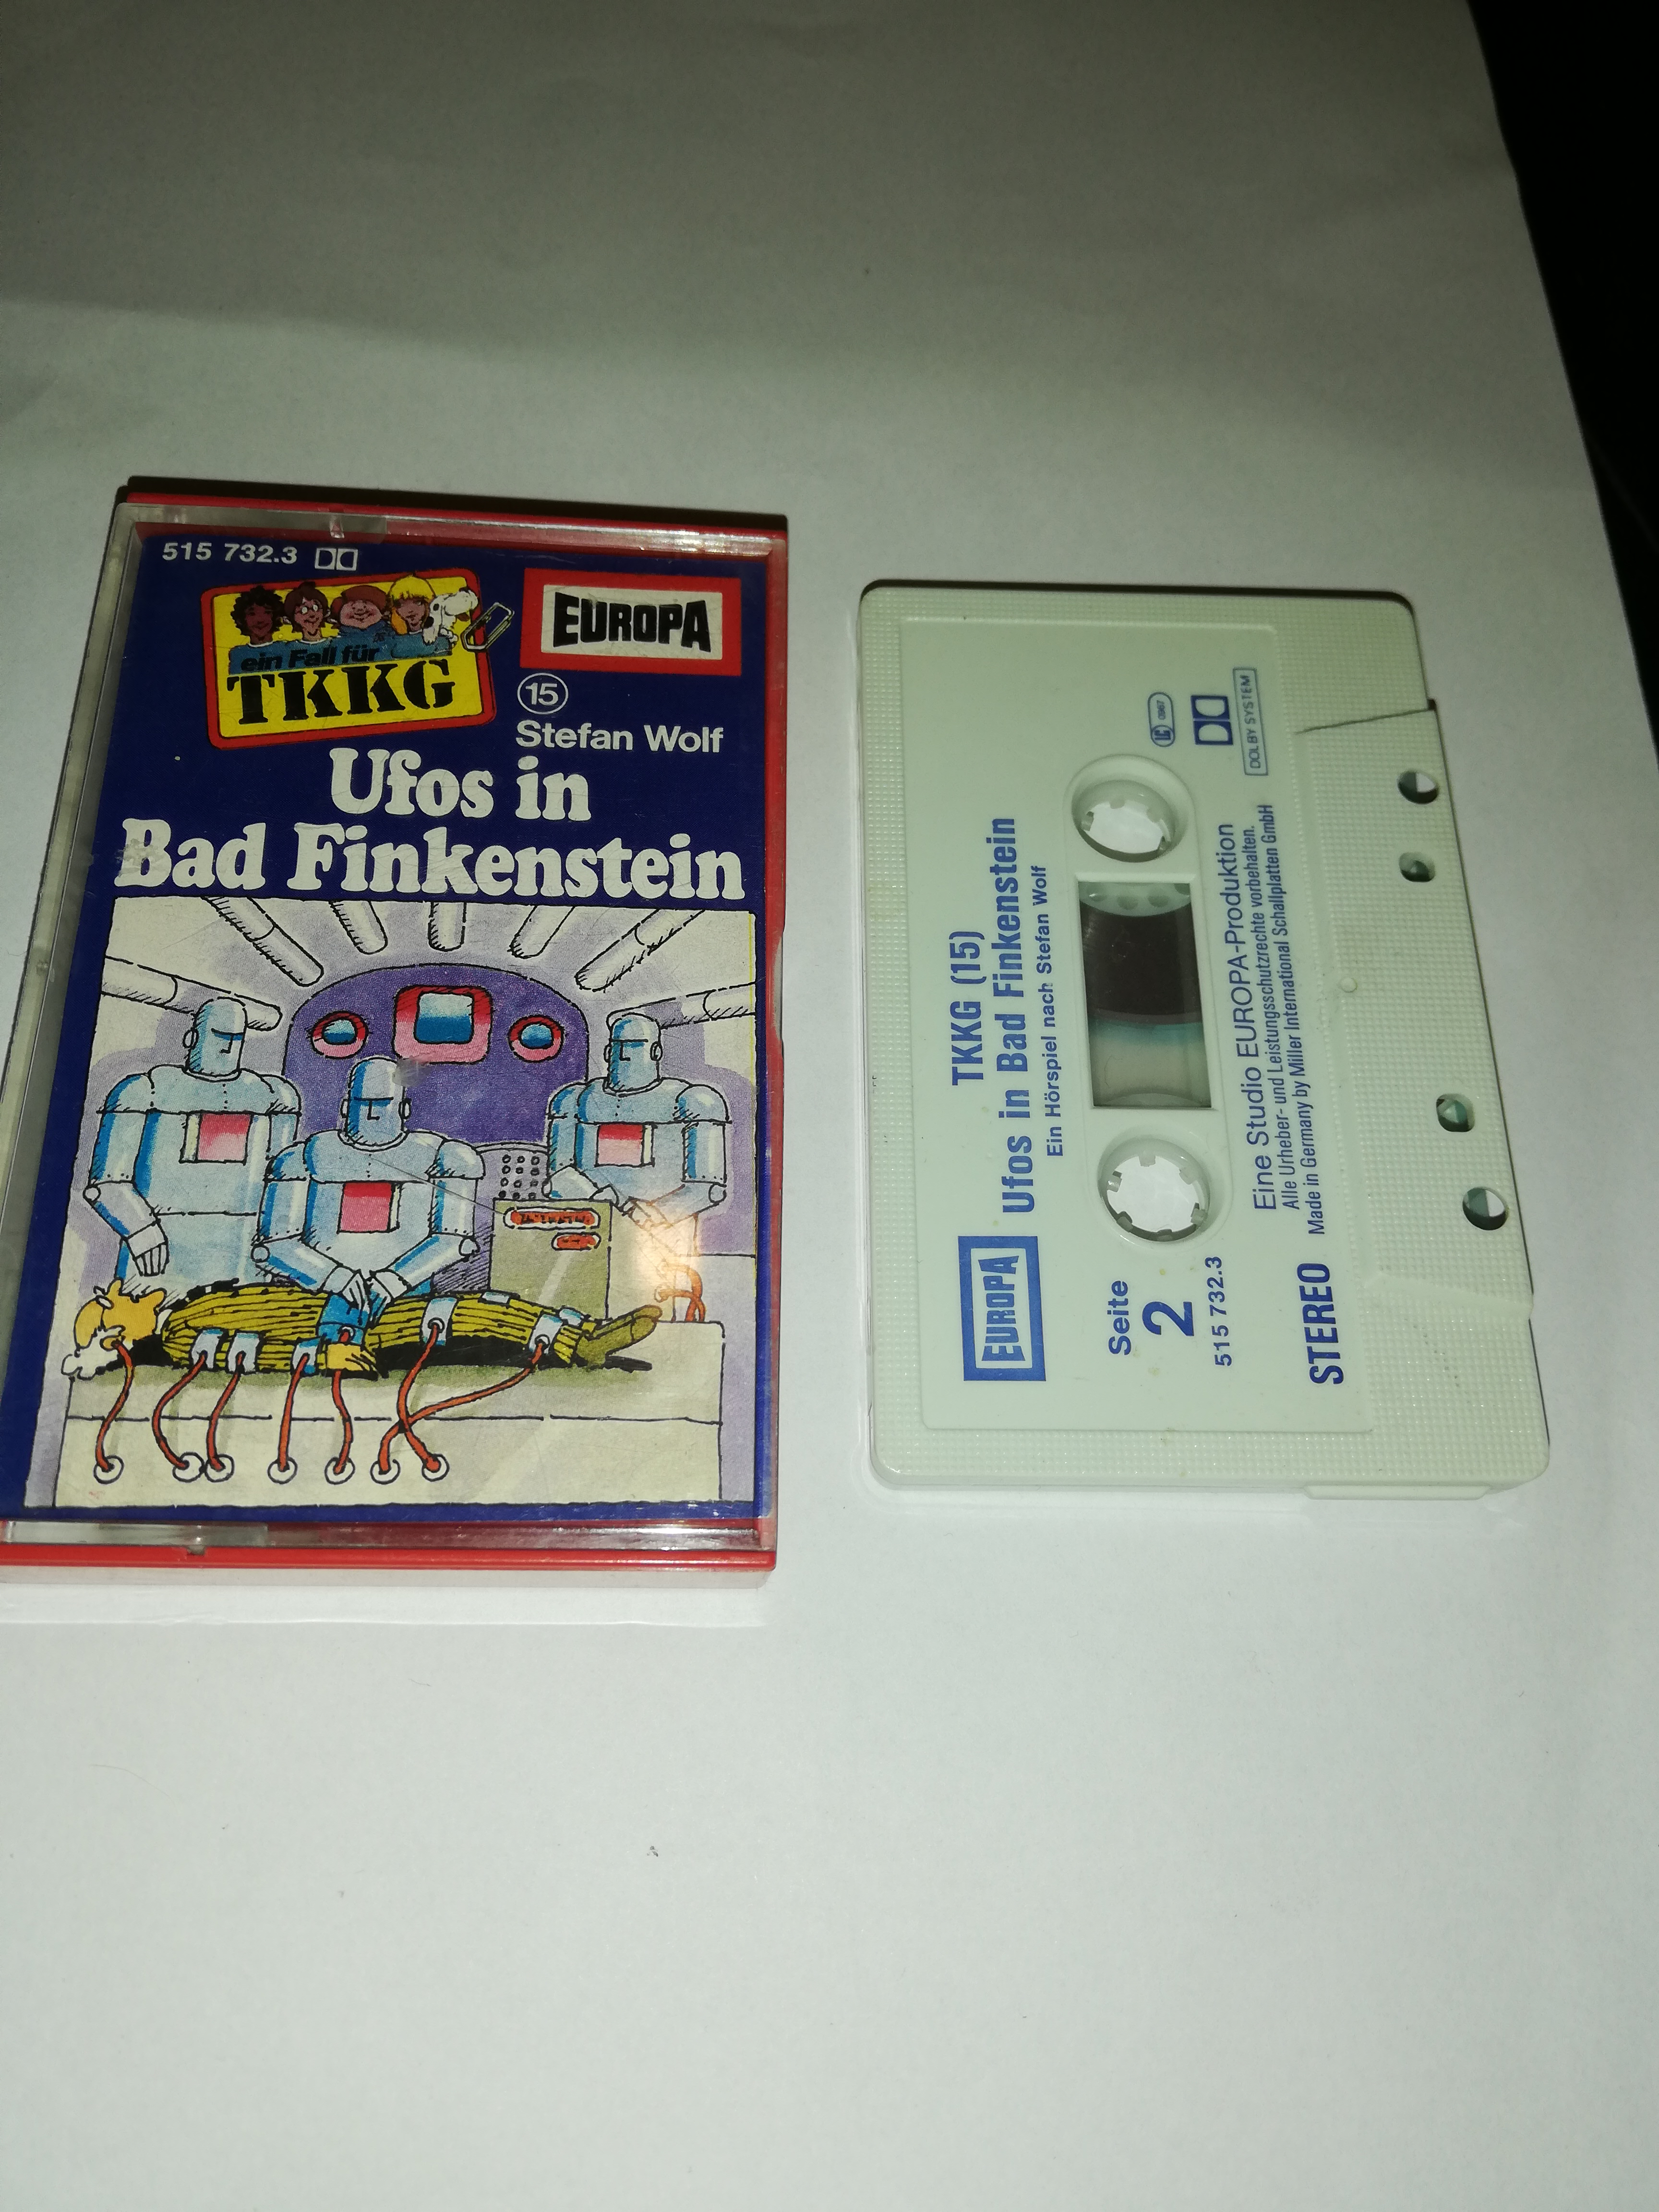 515 732.3
ein Fall für
TKKG
EUROPA
15
Stefan Wolf
Ufos in
Bad Finkenstein
TKKG (15)
Ufos in Bad Finkenstein
Ein Hörspiel nach Stefan Wolf
EUROPA
Seite
2
515 732.3
LC 0967
DOLBY SYSTEM
Eine Studio EUROPA-Produktion
Alle Urheber- und Leistungsschutzrechte vorbehalten.
Made in Germany by Miller International Schallplatten GmbH
STEREO